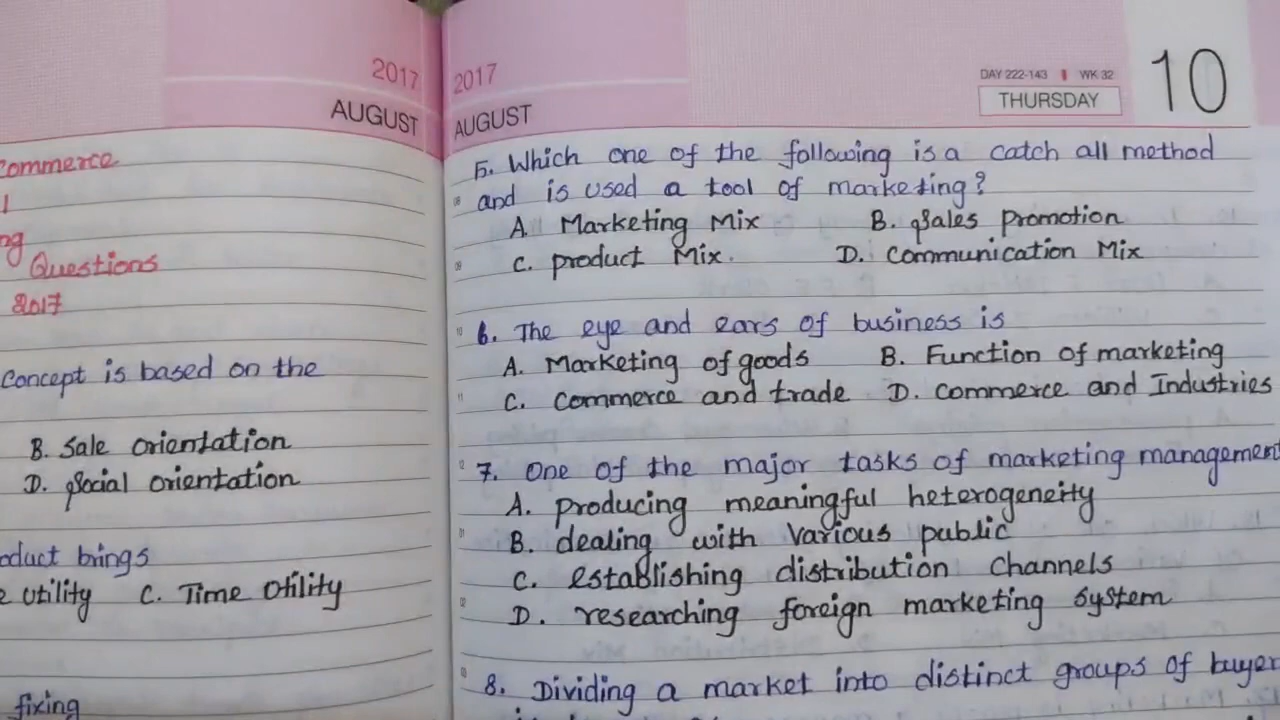 2017
AUGUST
Commerce
1
ng
Questions
2017
Concept is based on the
B. Sale orientation
D. Social orientation
oduct brings
e Utility C. Time Utility
fixing
2017
AUGUST
DAY 222-143 WK 32
THURSDAY
10
5. Which one of the following is a catch all method
and is used a tool of marketing?
A. Marketing Mix B. Sales promotion
C. product Mix. D. Communication Mix
6. The eye and ears of business is
A. Marketing of goods B. Function of marketing
C. Commerce and trade D. Commerce and Industries
7. One of the major tasks of marketing management
A. producing meaningful heterogeneity
B. dealing with various public
C. establishing distribution channels
D. researching foreign marketing system
8. Dividing a market into distinct groups of buyer